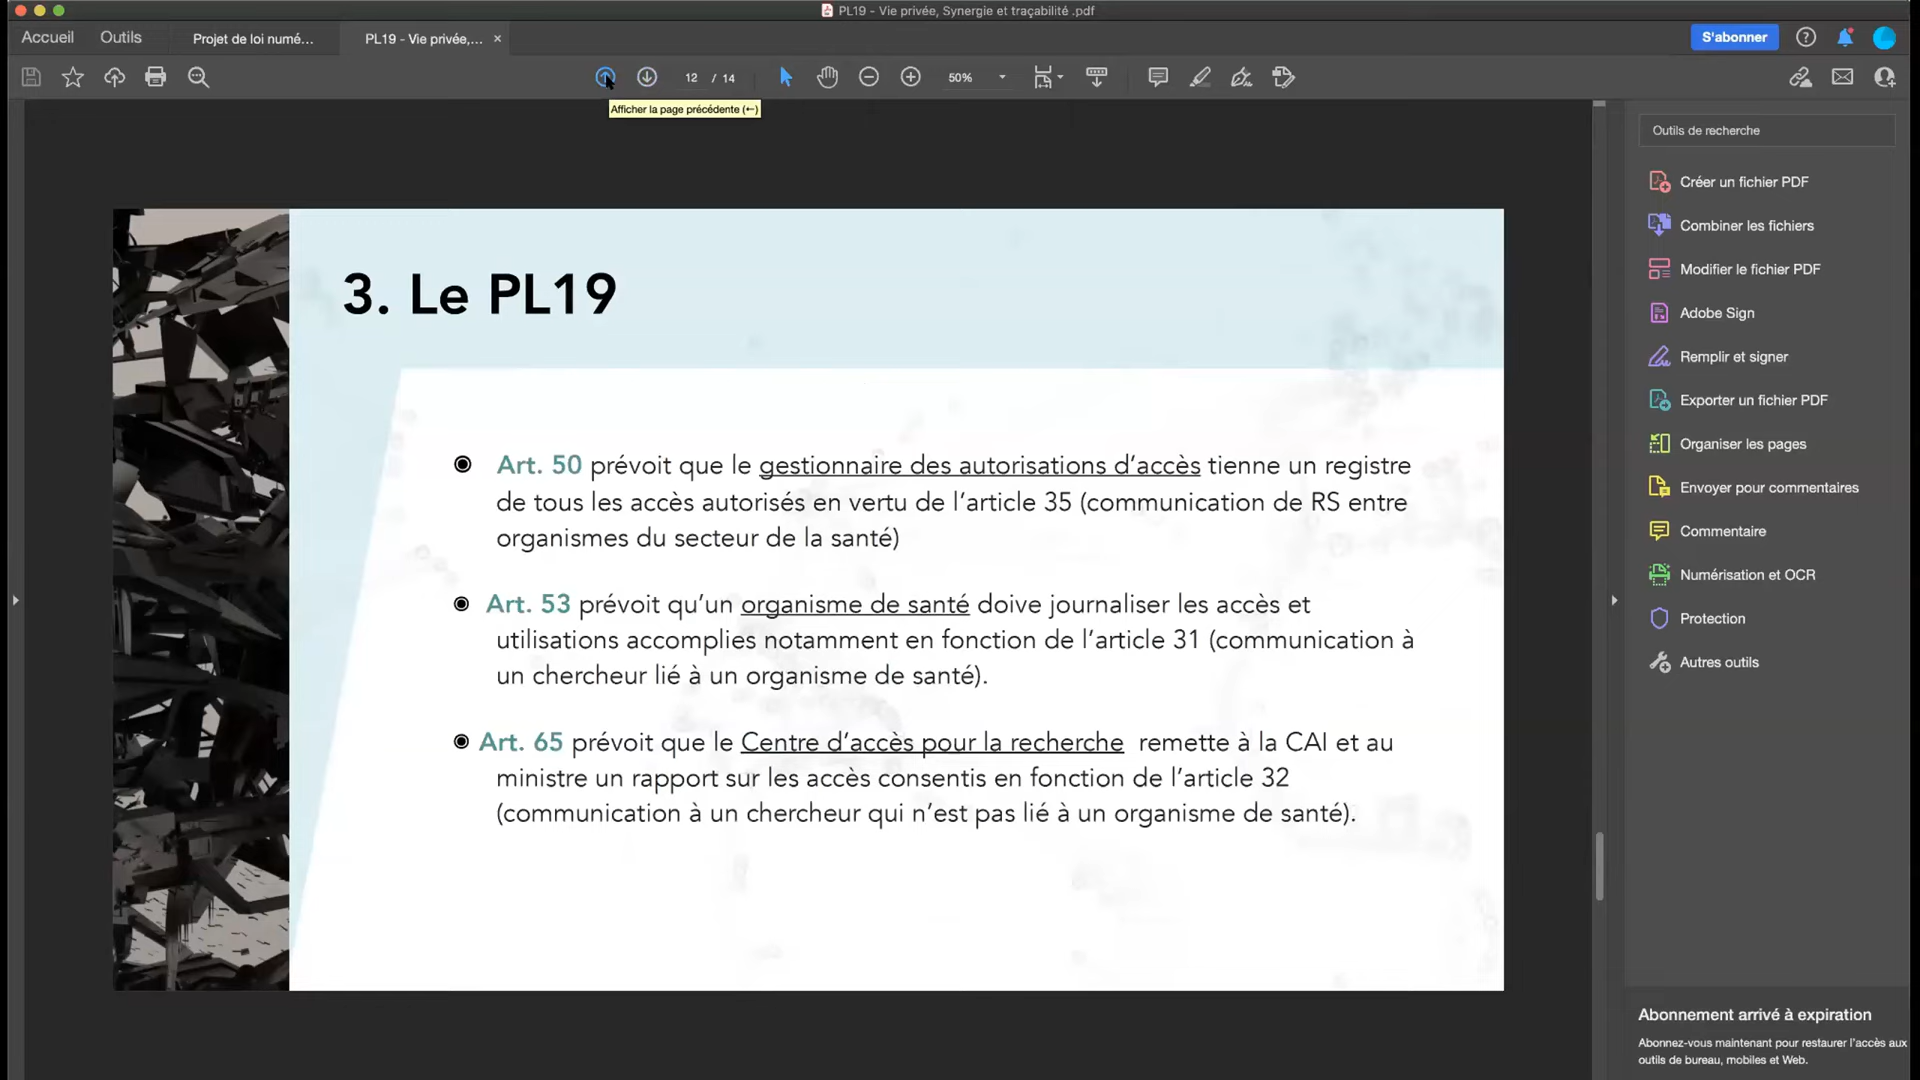 PL19 - Vie privée, Synergie et traçabilité .pdf
Accueil
Outils
Projet de loi numé...
PL19 - Vie privée,... ×
S'abonner
12 / 14
50%
Afficher la page précédente (←)
Outils de recherche
Créer un fichier PDF
Combiner les fichiers
Modifier le fichier PDF
Adobe Sign
Remplir et signer
Exporter un fichier PDF
Organiser les pages
Envoyer pour commentaires
Commentaire
Numérisation et OCR
Protection
Autres outils
3. Le PL19
Art. 50 prévoit que le gestionnaire des autorisations d’accès tienne un registre
de tous les accès autorisés en vertu de l’article 35 (communication de RS entre
organismes du secteur de la santé)
Art. 53 prévoit qu’un organisme de santé doive journaliser les accès et
utilisations accomplies notamment en fonction de l’article 31 (communication à
un chercheur lié à un organisme de santé).
Art. 65 prévoit que le Centre d’accès pour la recherche remette à la CAI et au
ministre un rapport sur les accès consentis en fonction de l’article 32
(communication à un chercheur qui n’est pas lié à un organisme de santé).
Abonnement arrivé à expiration
Abonnez-vous maintenant pour restaurer l’accès aux
outils de bureau, mobiles et Web.